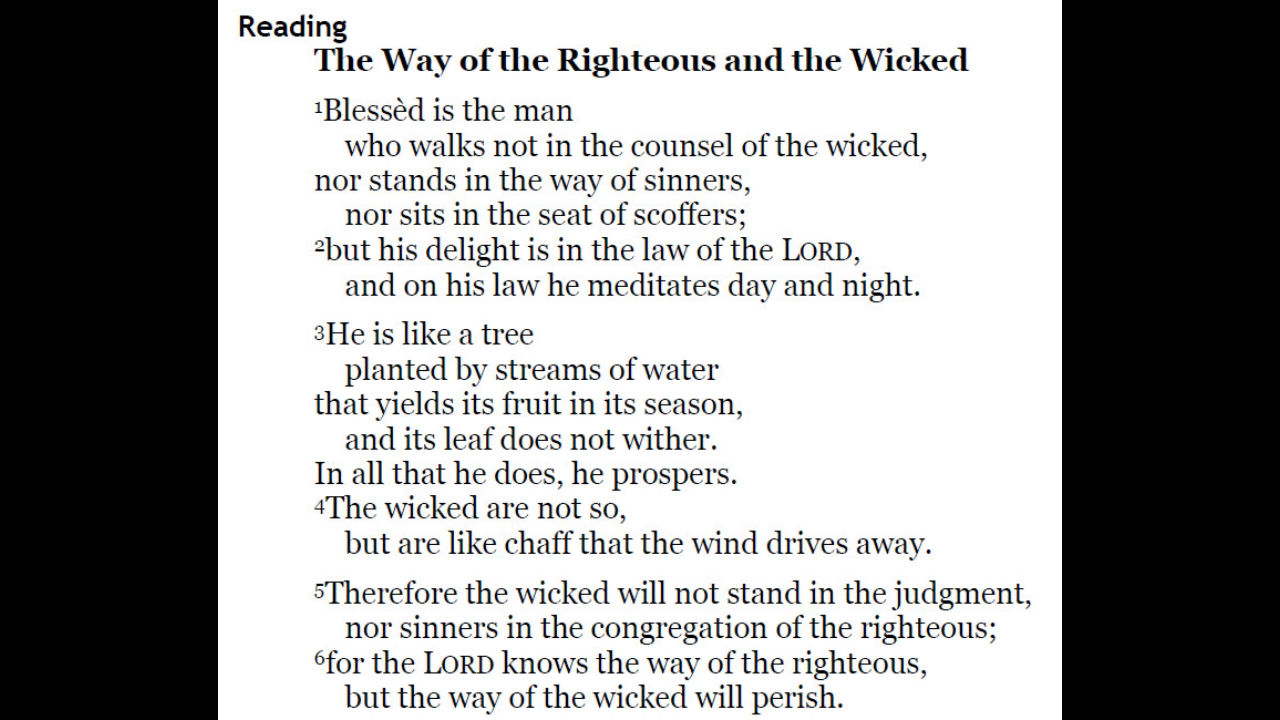 Reading
The Way of the Righteous and the Wicked
¹Blessèd is the man
who walks not in the counsel of the wicked,
nor stands in the way of sinners,
nor sits in the seat of scoffers;
²but his delight is in the law of the LORD,
and on his law he meditates day and night.
³He is like a tree
planted by streams of water
that yields its fruit in its season,
and its leaf does not wither.
In all that he does, he prospers.
⁴The wicked are not so,
but are like chaff that the wind drives away.
⁵Therefore the wicked will not stand in the judgment,
nor sinners in the congregation of the righteous;
⁶for the LORD knows the way of the righteous,
but the way of the wicked will perish.